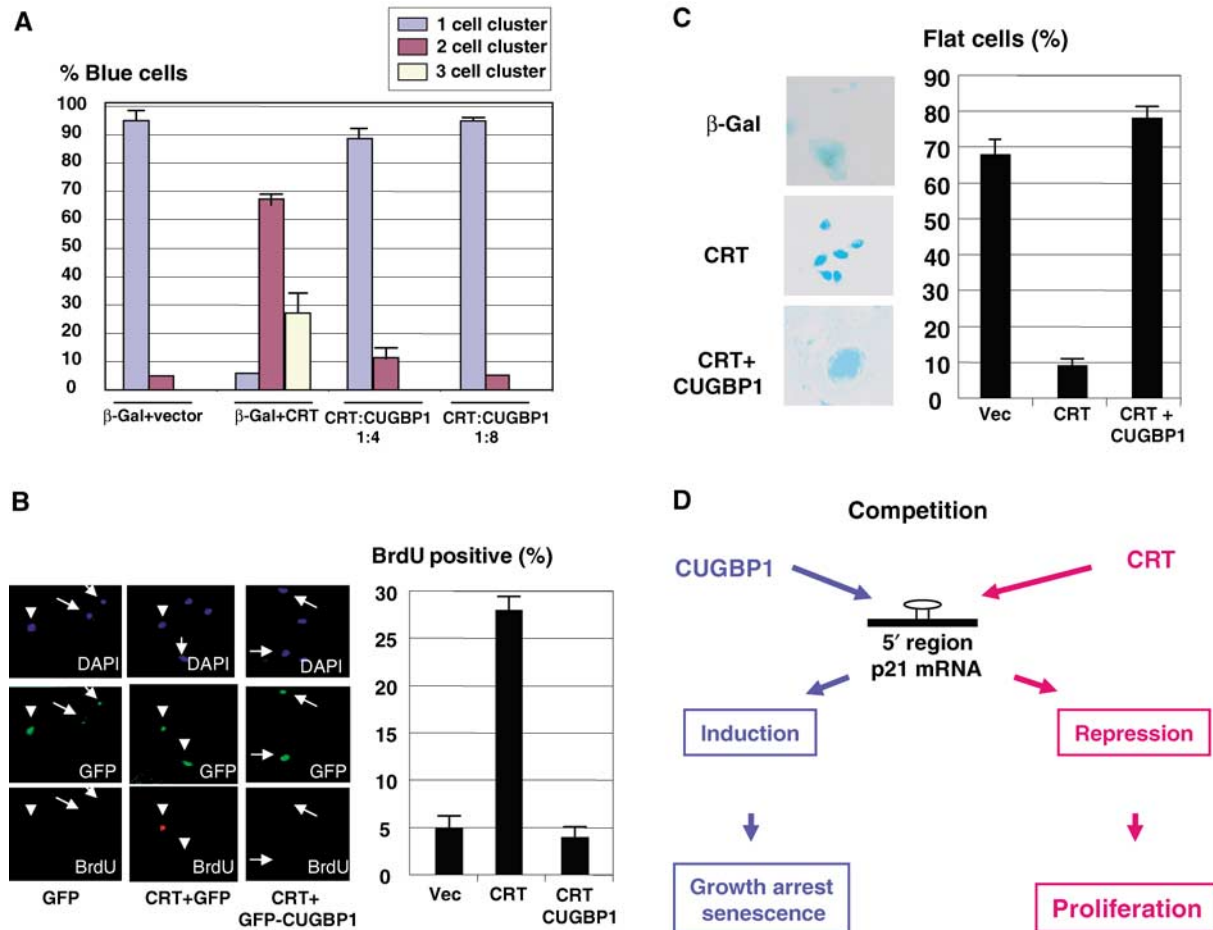 A
1 cell cluster
2 cell cluster
3 cell cluster
% Blue cells
100
90
80
70
60
50
40
30
20
10
0
β-Gal+vector
β-Gal+CRT
CRT:CUGBP1
1:4
CRT:CUGBP1
1:8
B
DAPI
DAPI
DAPI
GFP
GFP
GFP
BrdU
BrdU
BrdU
GFP
CRT+GFP
CRT+
GFP-CUGBP1
BrdU positive (%)
30
25
20
15
10
5
0
Vec
CRT
CRT
CUGBP1
C
Flat cells (%)
β-Gal
CRT
CRT+
CUGBP1
90
80
70
60
50
40
30
20
10
0
Vec
CRT
CRT +
CUGBP1
D
Competition
CUGBP1
CRT
5′ region
p21 mRNA
Induction
Repression
Growth arrest
senescence
Proliferation